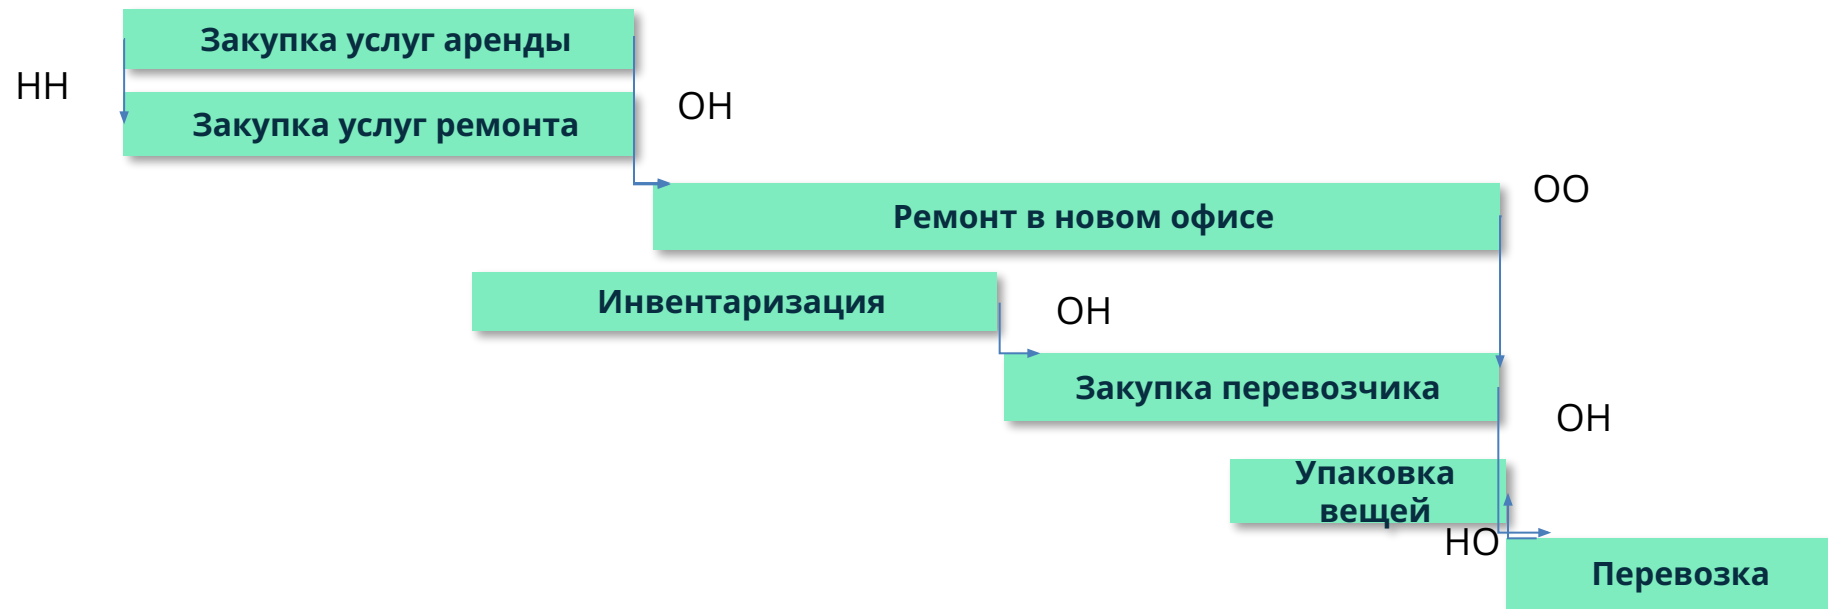 Закупка услуг аренды
НН
ОН
Закупка услуг ремонта
ОО
Ремонт в новом офисе
Инвентаризация
ОН
Закупка перевозчика
ОН
Упаковка
вещей
НО
Перевозка